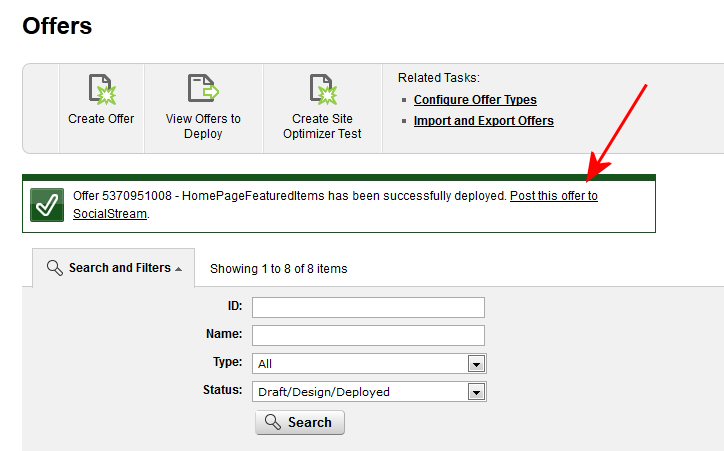 Offers
Create Offer
View Offers to
Deploy
Create Site
Optimizer Test
Related Tasks:
Configure Offer Types
Import and Export Offers
Offer 5370951008 - HomePageFeaturedItems has been successfully deployed. Post this offer to
SocialStream.
Search and Filters
Showing 1 to 8 of 8 items
ID:
Name:
Type: All
Status: Draft/Design/Deployed
Search